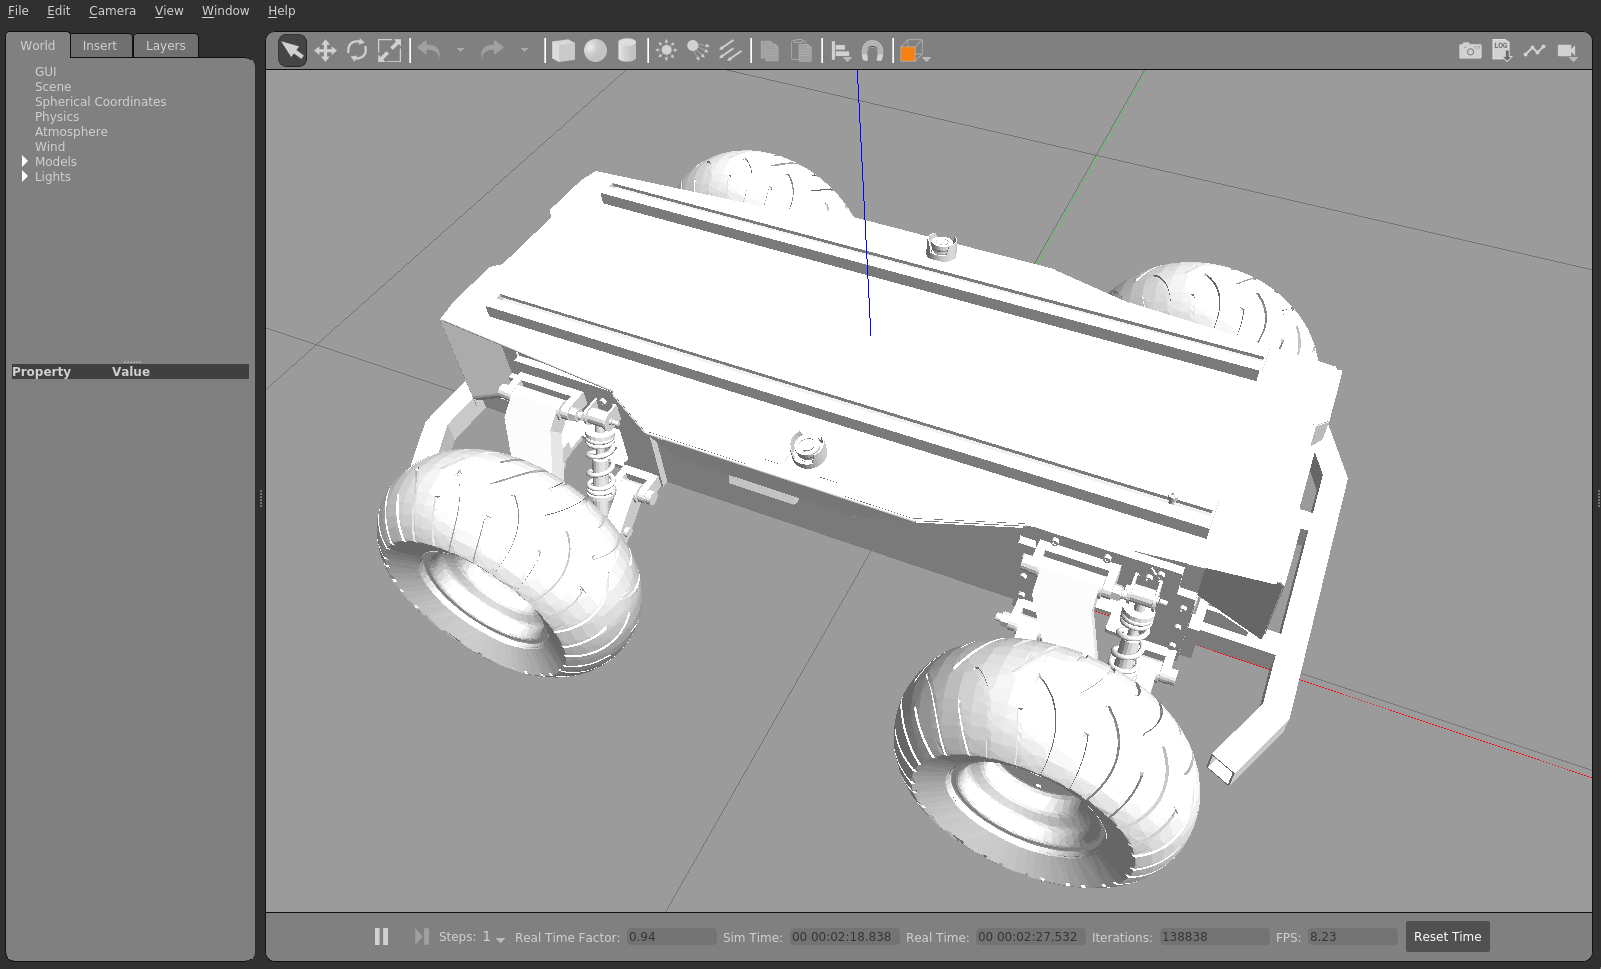 File Edit Camera View Window Help
World Insert Layers
GUI
Scene
Spherical Coordinates
Physics
Atmosphere
Wind
Models
Lights
Property Value
LOG
Steps: 1 Real Time Factor: 0.94 Sim Time: 00 00:02:18.838 Real Time: 00 00:02:27.532 Iterations: 138838 FPS: 8.23 Reset Time